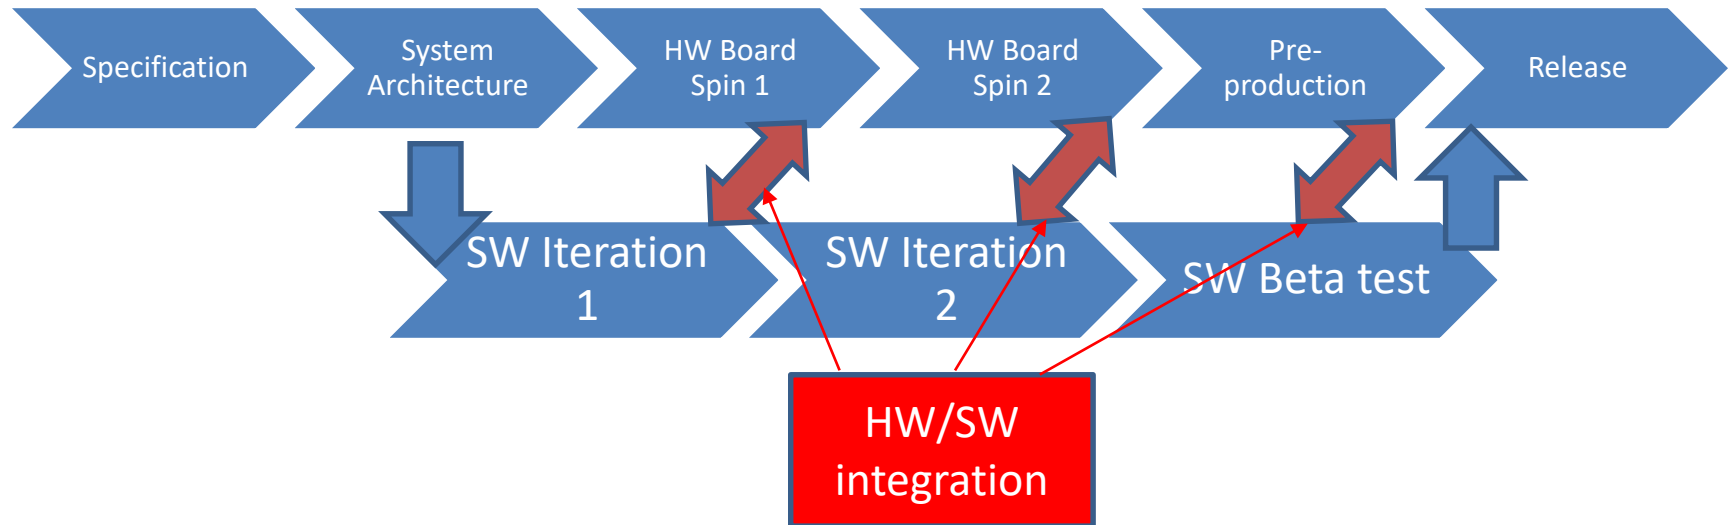 Specification
System
Architecture
HW Board
Spin 1
HW Board
Spin 2
Pre-
production
Release
SW Iteration
1
SW Iteration
2
SW Beta test
HW/SW
integration